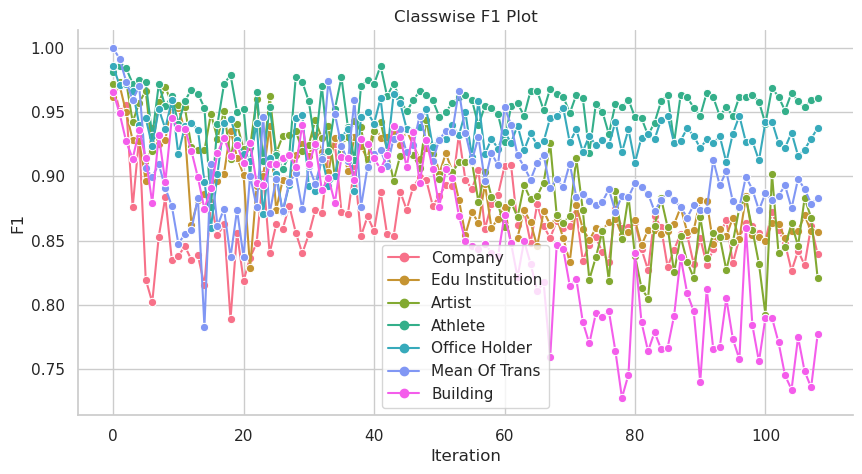 Classwise F1 Plot
1.00
0.95
0.90
0.85
0.80
0.75
F1
Company
Edu Institution
Artist
Athlete
Office Holder
Mean Of Trans
Building
0 20 40 60 80 100
Iteration